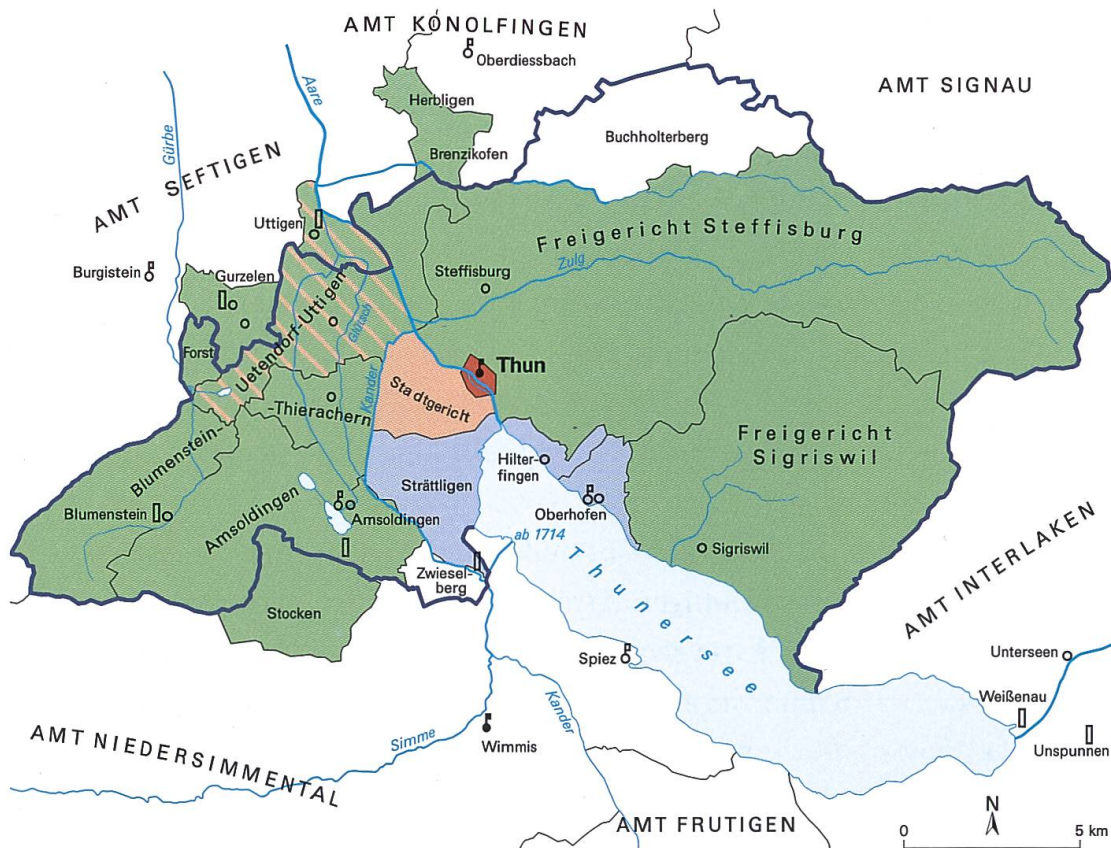 AMT KONOLFINGEN
Oberdiessbach
AMT SIGNAU
Aare
Herbligen
Buchholterberg
Gürbe
Brenzikofen
AMT SEFTIGEN
Uttigen
Freigericht Steffisburg
Burgistein
Gurzelen
Steffisburg
Zulg
Uetendorf-Uttigen
Glütsch
Forst
Thun
Kander
Stadtgericht
-Thierachern
Blumenstein-
Freigericht
Sigriswil
Hilter-
fingen
Strättligen
Oberhofen
Blumenstein
Amsoldingen
Amsoldingen
ab 1714
Sigriswil
Zwiesel-
berg
Thunersee
AMT INTERLAKEN
Stocken
Spiez
Unterseen
Weißenau
Kander
Unspunnen
AMT NIEDERSIMMENTAL
Simme
Wimmis
AMT FRUTIGEN
N
0 5 km